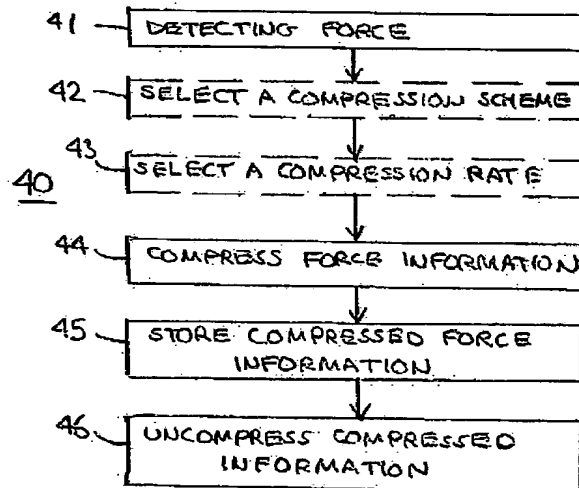 41 DETECTING FORCE
42 SELECT A COMPRESSION SCHEME
43 SELECT A COMPRESSION RATE
40
44 COMPRESS FORCE INFORMATION
45 STORE COMPRESSED FORCE
INFORMATION
46 UNCOMPRESS COMPRESSED
INFORMATION